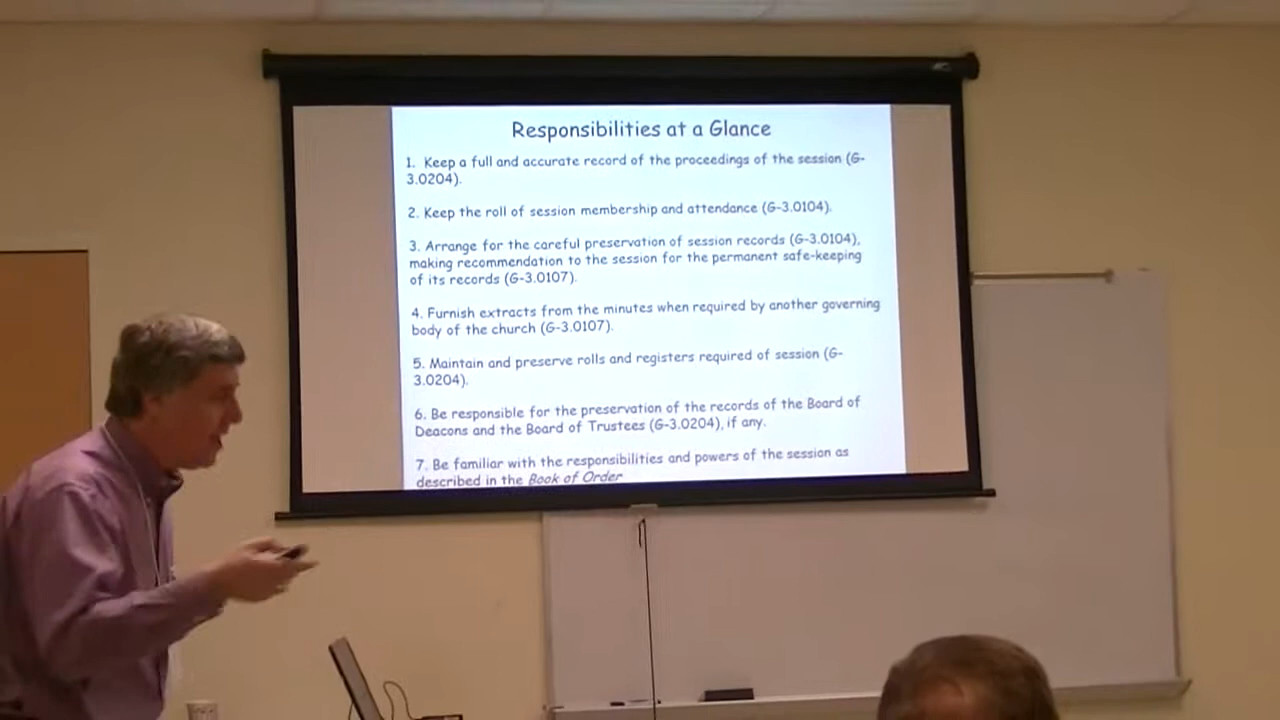 Responsibilities at a Glance
1. Keep a full and accurate record of the proceedings of the session (G-
3.0204).
2. Keep the roll of session membership and attendance (G-3.0104).
3. Arrange for the careful preservation of session records (G-3.0104),
making recommendation to the session for the permanent safe-keeping
of its records (G-3.0107).
4. Furnish extracts from the minutes when required by another governing
body of the church (G-3.0107).
5. Maintain and preserve rolls and registers required of session (G-
3.0204).
6. Be responsible for the preservation of the records of the Board of
Deacons and the Board of Trustees (G-3.0204), if any.
7. Be familiar with the responsibilities and powers of the session as
described in the Book of Order